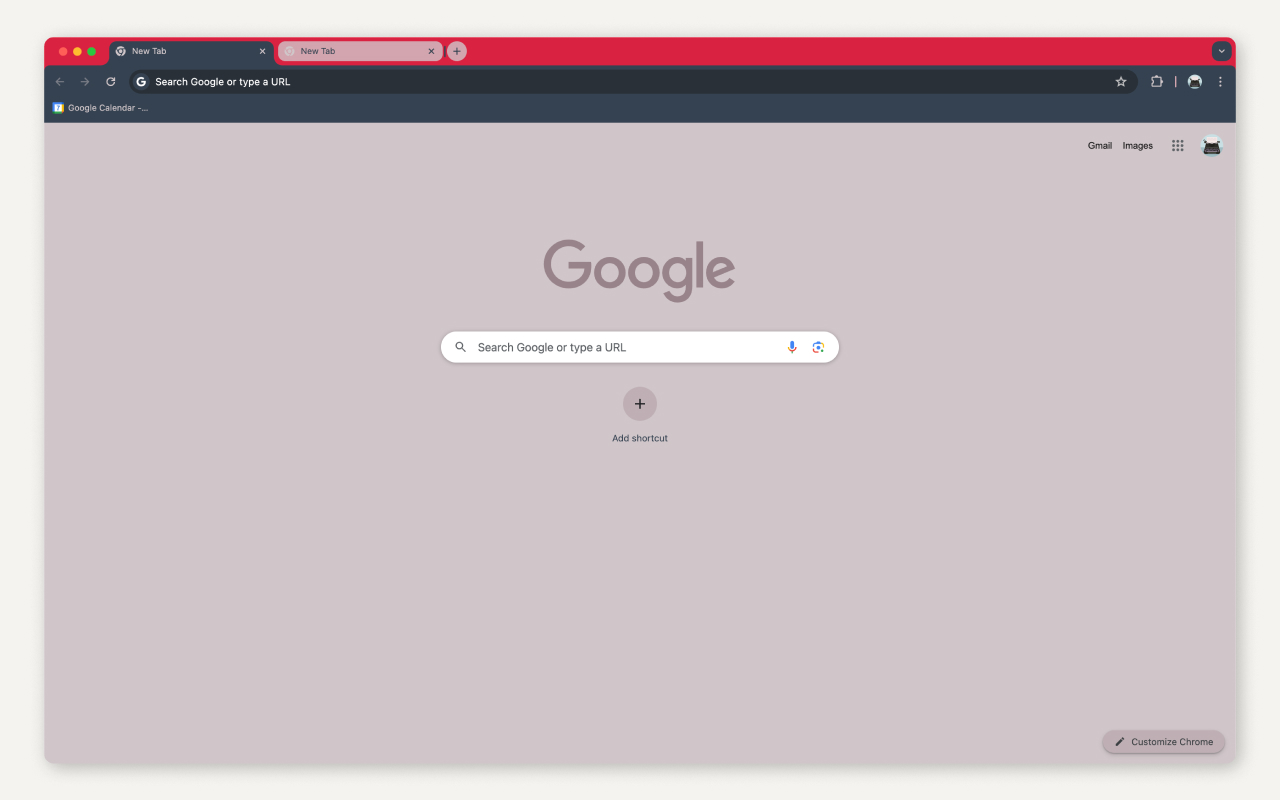 New Tab
New Tab
Search Google or type a URL
Google Calendar -...
Gmail Images
Google
Search Google or type a URL
Add shortcut
Customize Chrome